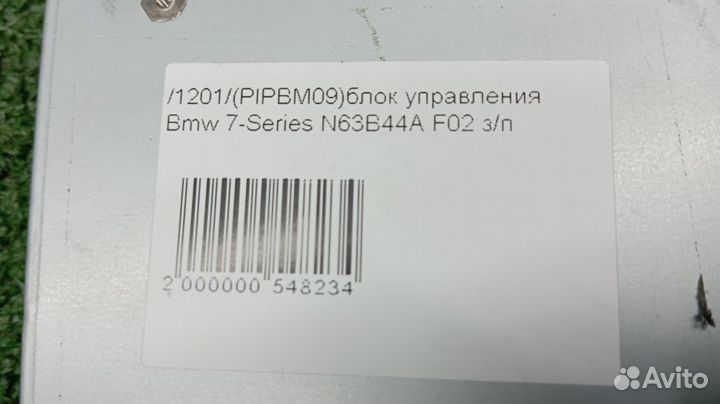 /1201/(PIPBM09)блок управления
Bmw 7-Series N63B44A F02 з/п
2 000000 548234
Avito